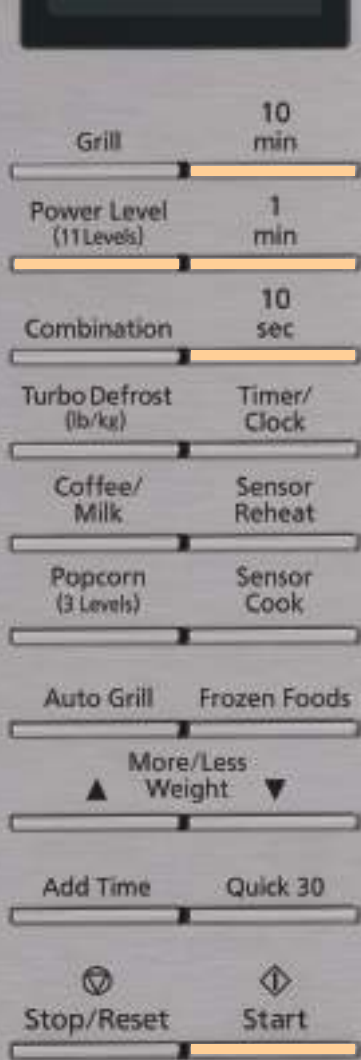 10
Grill
min
Power Level
1
(11 Levels)
min
10
Combination
sec
Turbo Defrost
Timer/
(lb/kg)
Clock
Coffee/
Sensor
Milk
Reheat
Popcorn
Sensor
(3 Levels)
Cook
Auto Grill
Frozen Foods
More/Less
Weight
Add Time
Quick 30
Stop/Reset
Start